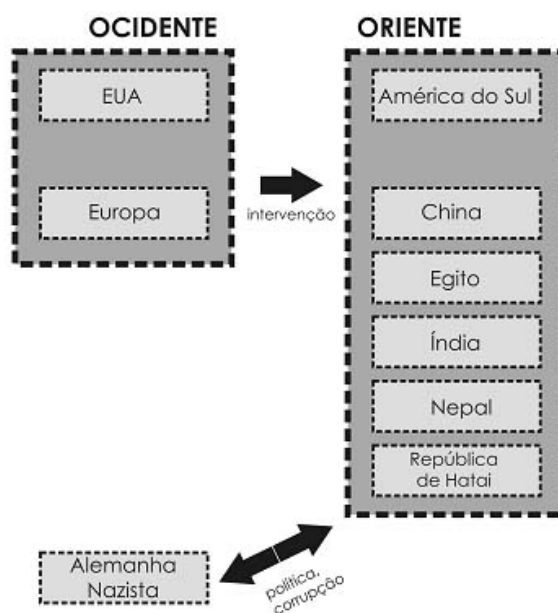 OCIDENTE
EUA
Europa
intervenção
ORIENTE
América do Sul
China
Egito
Índia
Nepal
República
de Hatai
Alemanha
Nazista
política,
corrupção